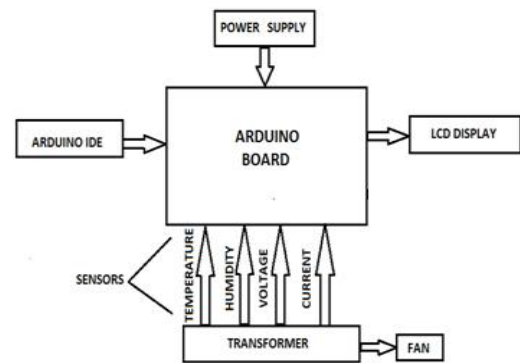 POWER SUPPLY
ARDUINO IDE
ARDUINO
BOARD
LCD DISPLAY
SENSORS
TEMPERATURE
HUMIDITY
VOLTAGE
CURRENT
TRANSFORMER
FAN